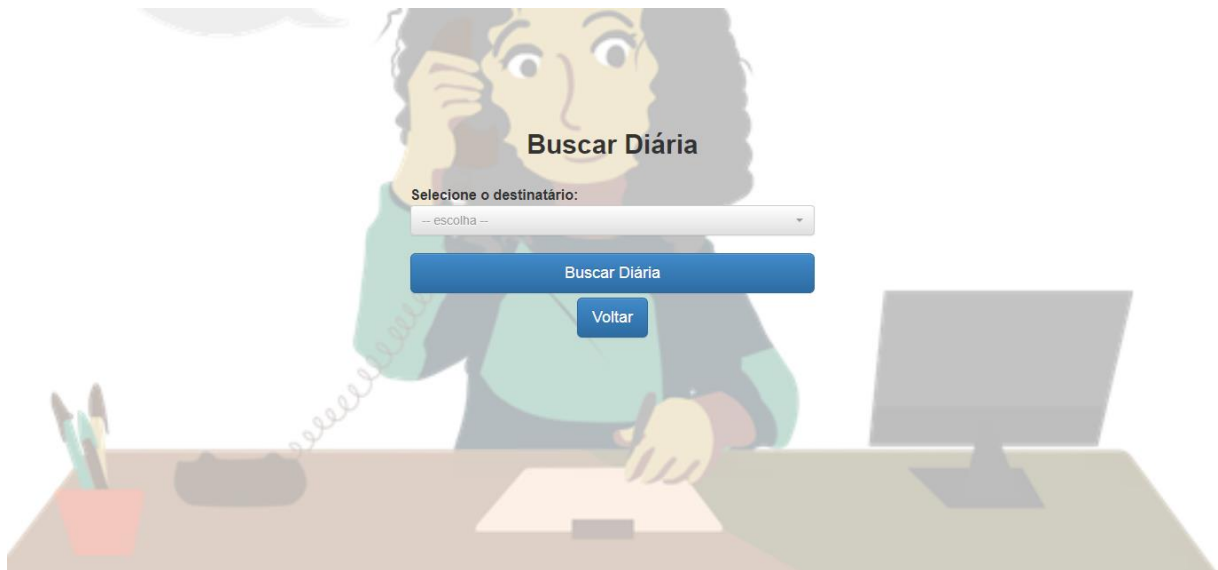 Buscar Diária
Selecione o destinatário:
-- escolha --
Buscar Diária
Voltar